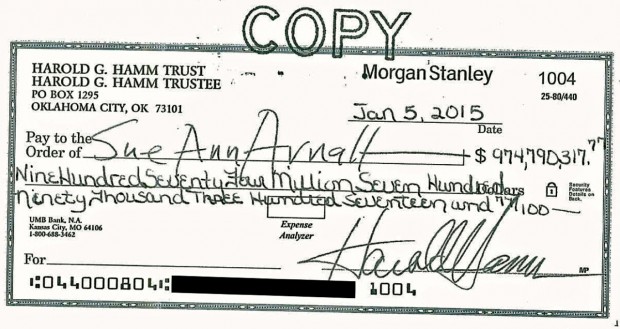 COPY
HAROLD G. HAMM TRUST
HAROLD G. HAMM TRUSTEE
PO BOX 1295
OKLAHOMA CITY, OK 73101
Morgan Stanley
1004
25-80/440
Jan 5, 2015
Date
Pay to the
Order of Sue Ann Arnall $ 974,790,317.77
Nine Hundred Seventy Four Myllion Seven Hundred Dollars
Ninety Thousand Three Hundred Seventeen and 77/100
Security
Features
Details on
Back.
UMB Bank, N.A.
Kansas City, MO 64106
1-800-688-3462
Expense
Analyzer
For
Harold Hamm
MP
⑆044000804⑆ 1004